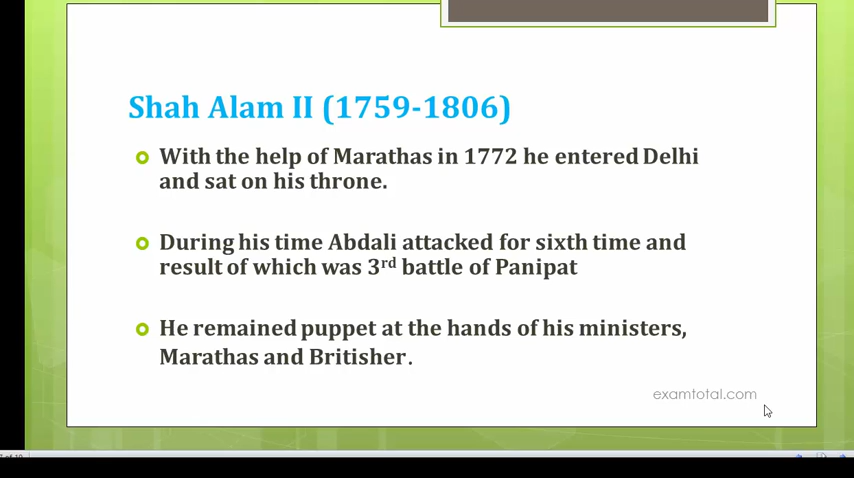 Shah Alam II (1759-1806)
With the help of Marathas in 1772 he entered Delhi
and sat on his throne.
During his time Abdali attacked for sixth time and
result of which was 3rd battle of Panipat
He remained puppet at the hands of his ministers,
Marathas and Britisher.
examtotal.com